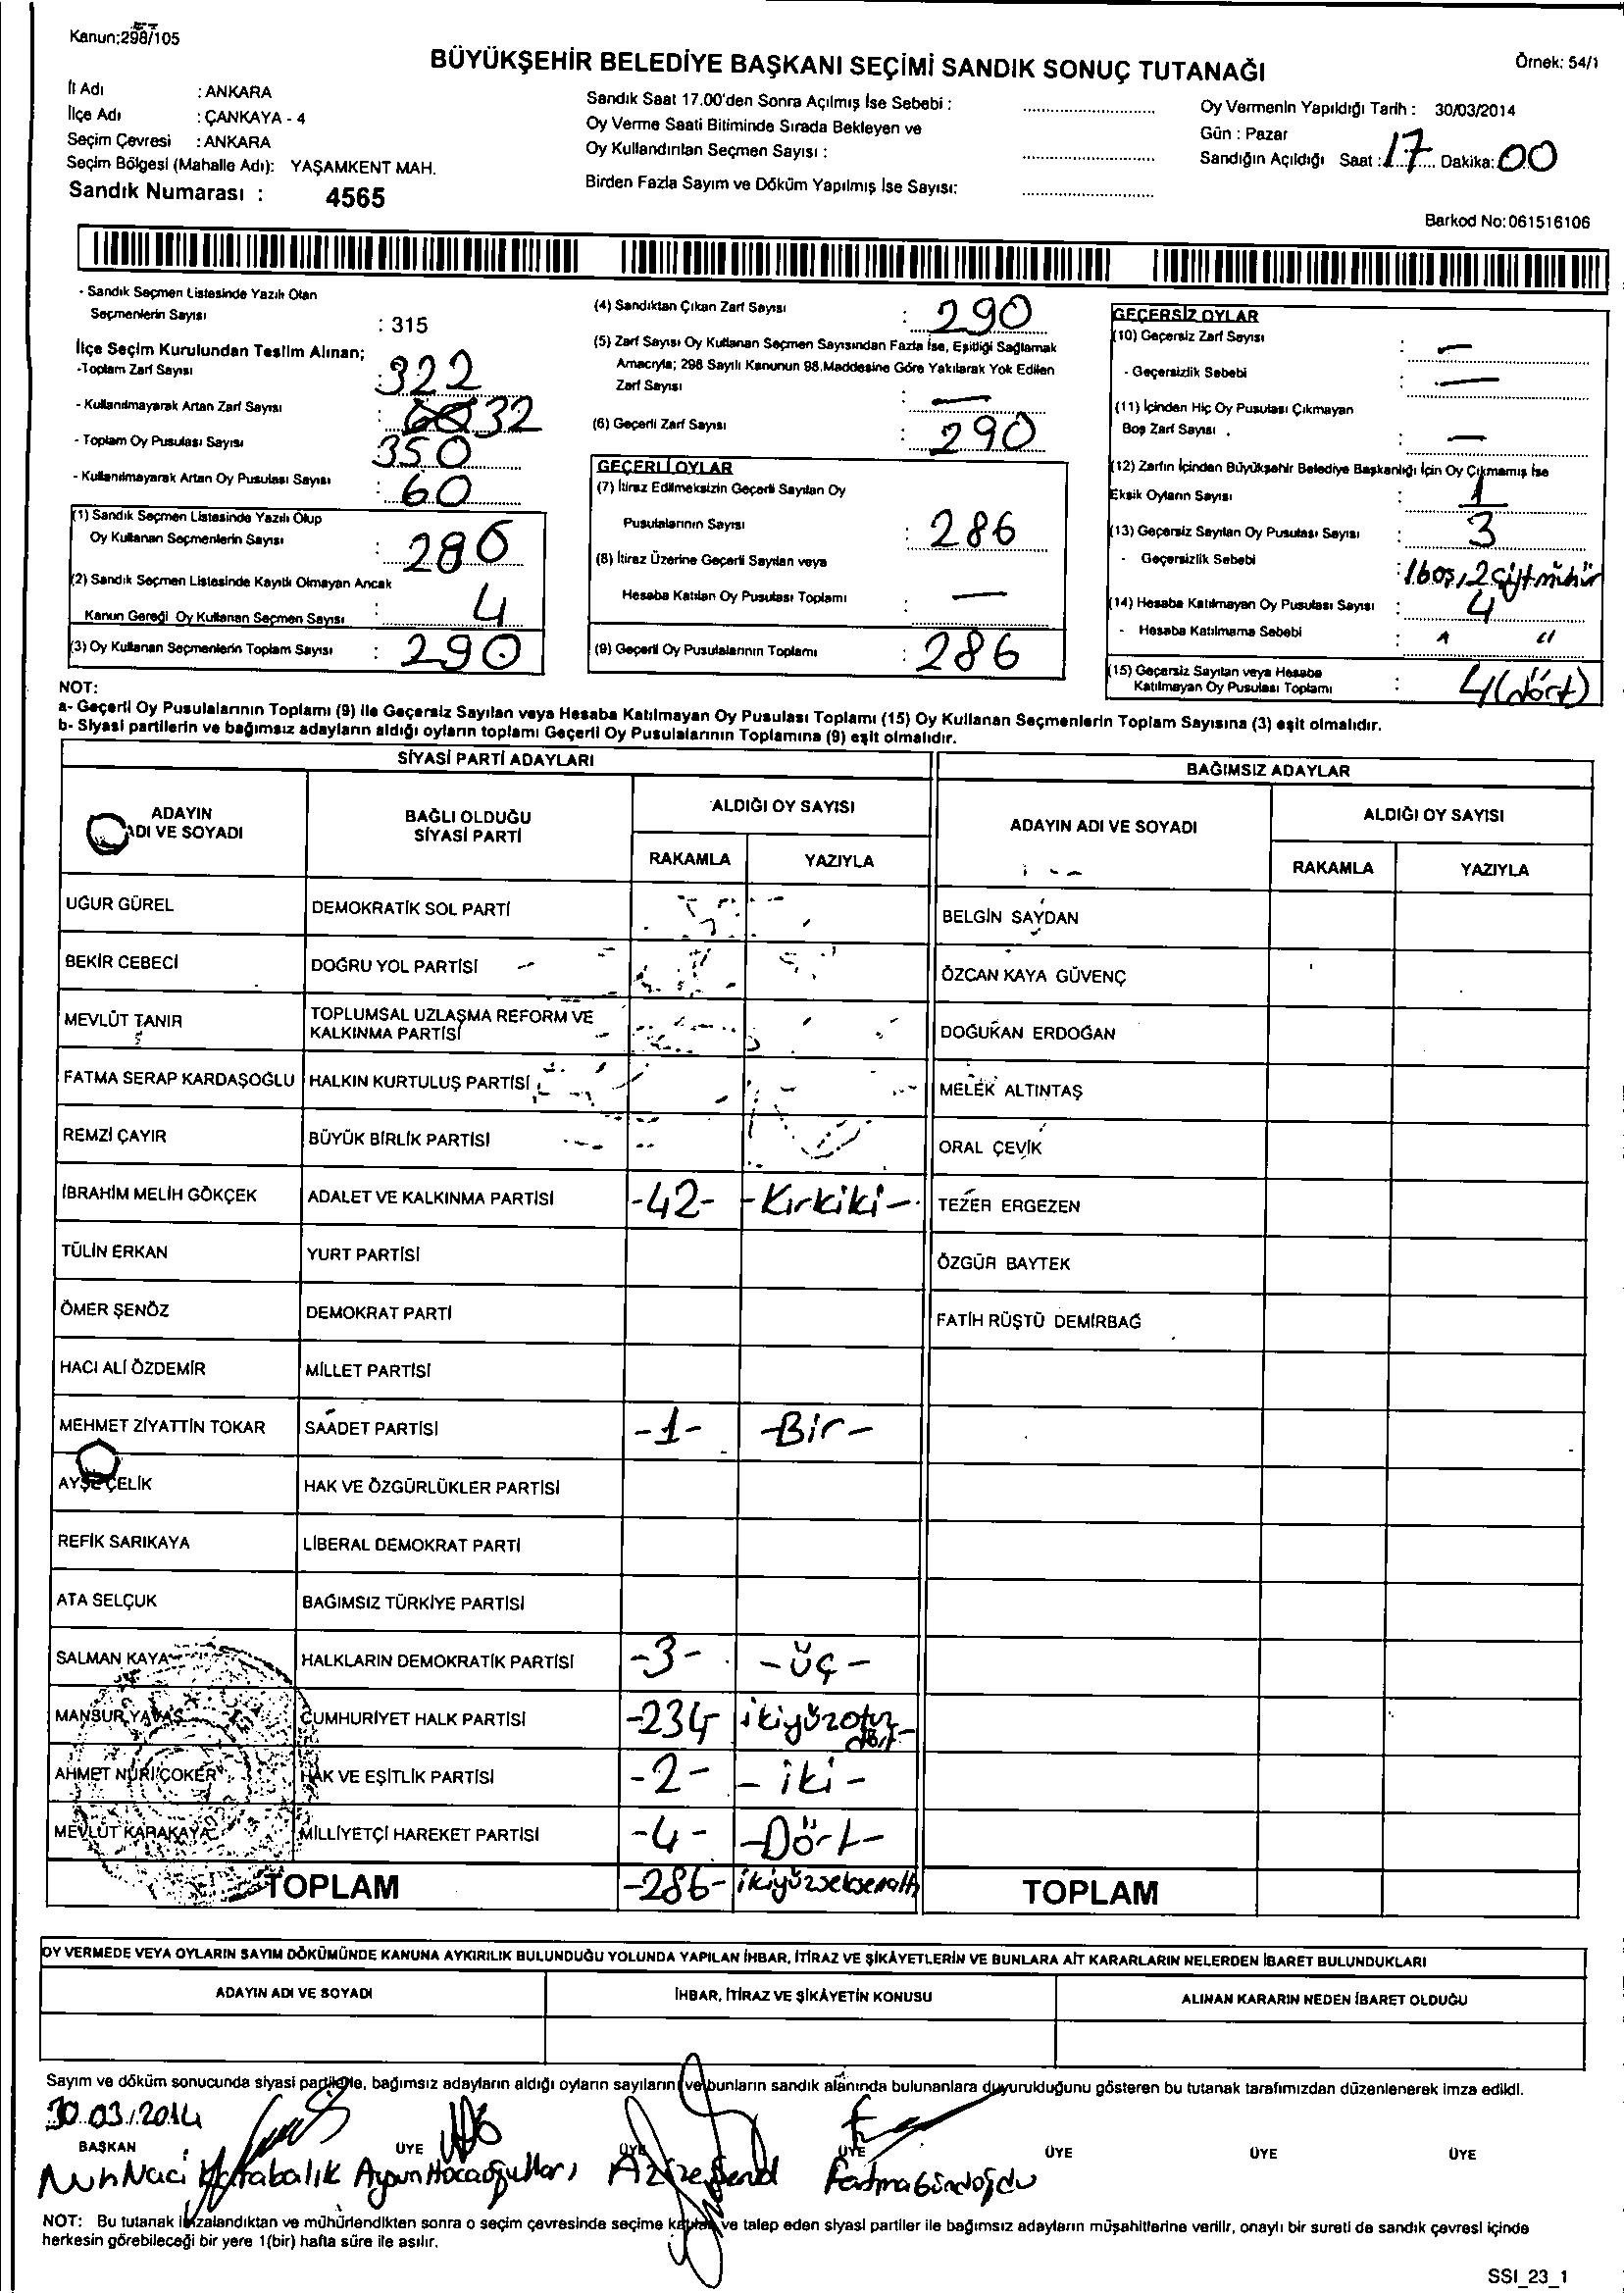 Kanun;298/105
BÜYÜKŞEHİR BELEDİYE BAŞKANI SEÇİMİ SANDIK SONUÇ TUTANAĞI
Örnek: 54/1
İl Adı : ANKARA
İlçe Adı : ÇANKAYA - 4
Seçim Çevresi : ANKARA
Seçim Bölgesi (Mahalle Adı): YAŞAMKENT MAH.
Sandık Numarası : 4565
Sandık Saat 17.00'den Sonra Açılmış İse Sebebi :
Oy Verme Saati Bitiminde Sırada Bekleyen ve
Oy Kullandırılan Seçmen Sayısı :
Birden Fazla Sayım ve Döküm Yapılmış İse Sayısı:
Oy Vermenin Yapıldığı Tarih : 30/03/2014
Gün : Pazar
Sandığın Açıldığı Saat : 17 Dakika: 00
Barkod No: 061516106
- Sandık Seçmen Listesinde Yazılı Olan
Seçmenlerin Sayısı : 315
İlçe Seçim Kurulundan Teslim Alınan;
-Toplam Zarf Sayısı : 322
- Kullanılmayarak Artan Zarf Sayısı : 32
- Toplam Oy Pusulası Sayısı 350
- Kullanılmayarak Artan Oy Pusulası Sayısı : 60
(1) Sandık Seçmen Listesinde Yazılı Olup
Oy Kullanan Seçmenlerin Sayısı : 286
(2) Sandık Seçmen Listesinde Kayıtlı Olmayan Ancak
Kanun Gereği Oy Kullanan Seçmen Sayısı : 4
(3) Oy Kullanan Seçmenlerin Toplam Sayısı : 290
(4) Sandıktan Çıkan Zarf Sayısı : 290
(5) Zarf Sayısı Oy Kullanan Seçmen Sayısından Fazla İse, Eşitliği Sağlamak
Amacıyla; 298 Sayılı Kanunun 98.Maddesine Göre Yakılarak Yok Edilen
Zarf Sayısı : —
(6) Geçerli Zarf Sayısı : 290
GEÇERLİ OYLAR
(7) İtiraz Edilmeksizin Geçerli Sayılan Oy
Pusulalarının Sayısı : 286
(8) İtiraz Üzerine Geçerli Sayılan veya
Hesaba Katılan Oy Pusulası Toplamı : —
(9) Geçerli Oy Pusulalarının Toplamı : 286
GEÇERSİZ OYLAR
(10) Geçersiz Zarf Sayısı : —
- Geçersizlik Sebebi : —
(11) İçinden Hiç Oy Pusulası Çıkmayan
Boş Zarf Sayısı : —
(12) Zarfın İçinden Büyükşehir Belediye Başkanlığı İçin Oy Çıkmamış İse
Eksik Oyların Sayısı : 1
(13) Geçersiz Sayılan Oy Pusulası Sayısı : 3
- Geçersizlik Sebebi : 1 boş, 2 çift mühür
(14) Hesaba Katılmayan Oy Pusulası Sayısı : 4
- Hesaba Katılmama Sebebi : " "
(15) Geçersiz Sayılan veya Hesaba
Katılmayan Oy Pusulası Toplamı : 4 (dört)
NOT:
a- Geçerli Oy Pusulalarının Toplamı (9) ile Geçersiz Sayılan veya Hesaba Katılmayan Oy Pusulası Toplamı (15) Oy Kullanan Seçmenlerin Toplam Sayısına (3) eşit olmalıdır.
b- Siyasi partilerin ve bağımsız adayların aldığı oyların toplamı Geçerli Oy Pusulalarının Toplamına (9) eşit olmalıdır.
SİYASİ PARTİ ADAYLARI
BAĞIMSIZ ADAYLAR
ADAYIN
ADI VE SOYADI
BAĞLI OLDUĞU
SİYASİ PARTİ
ALDIĞI OY SAYISI
RAKAMLA YAZIYLA
ADAYIN ADI VE SOYADI
ALDIĞI OY SAYISI
RAKAMLA YAZIYLA
UĞUR GÜREL DEMOKRATİK SOL PARTİ BELGİN SAYDAN
BEKİR CEBECİ DOĞRU YOL PARTİSİ ÖZCAN KAYA GÜVENÇ
MEVLÜT TANIR TOPLUMSAL UZLAŞMA REFORM VE
KALKINMA PARTİSİ DOĞUKAN ERDOĞAN
FATMA SERAP KARDAŞOĞLU HALKIN KURTULUŞ PARTİSİ MELEK ALTINTAŞ
REMZİ ÇAYIR BÜYÜK BİRLİK PARTİSİ ORAL ÇEVİK
İBRAHİM MELİH GÖKÇEK ADALET VE KALKINMA PARTİSİ -42- -Kırkiki- TEZER ERGEZEN
TÜLİN ERKAN YURT PARTİSİ ÖZGÜR BAYTEK
ÖMER ŞENÖZ DEMOKRAT PARTİ FATİH RÜŞTÜ DEMİRBAĞ
HACI ALİ ÖZDEMİR MİLLET PARTİSİ
MEHMET ZİYATTİN TOKAR SAADET PARTİSİ -1- -Bir-
AYŞE ÇELİK HAK VE ÖZGÜRLÜKLER PARTİSİ
REFİK SARIKAYA LİBERAL DEMOKRAT PARTİ
ATA SELÇUK BAĞIMSIZ TÜRKİYE PARTİSİ
SALMAN KAYA HALKLARIN DEMOKRATİK PARTİSİ -3- -üç-
MANSUR YAVAŞ CUMHURİYET HALK PARTİSİ -234- ikiyüzotuz
dört-
AHMET NURİ ÇOKER HAK VE EŞİTLİK PARTİSİ -2- -iki-
MEVLÜT KARAKAYA MİLLİYETÇİ HAREKET PARTİSİ -4- -Dört-
TOPLAM -286- ikiyüzseksenaltı TOPLAM
OY VERMEDE VEYA OYLARIN SAYIM DÖKÜMÜNDE KANUNA AYKIRILIK BULUNDUĞU YOLUNDA YAPILAN İHBAR, İTİRAZ VE ŞİKÂYETLERİN VE BUNLARA AİT KARARLARIN NELERDEN İBARET BULUNDUKLARI
ADAYIN ADI VE SOYADI İHBAR, İTİRAZ VE ŞİKÂYETİN KONUSU ALINAN KARARIN NEDEN İBARET OLDUĞU
Sayım ve döküm sonucunda siyasi partilerle, bağımsız adayların aldığı oyların sayılarını ve bunların sandık alanında bulunanlara duyurulduğunu gösteren bu tutanak tarafımızdan düzenlenerek imza edildi.
30.03.2014
BAŞKAN ÜYE ÜYE ÜYE ÜYE ÜYE ÜYE
Nuh Naci Karabalık Aygun Hocaoğulları Azize Şend Fatma Gündoğdu
NOT: Bu tutanak imzalandıktan ve mühürlendikten sonra o seçim çevresinde seçime katılan ve talep eden siyasi partiler ile bağımsız adayların müşahitlerine verilir, onaylı bir sureti de sandık çevresi içinde
herkesin görebileceği bir yere 1(bir) hafta süre ile asılır.
SSI_23_1